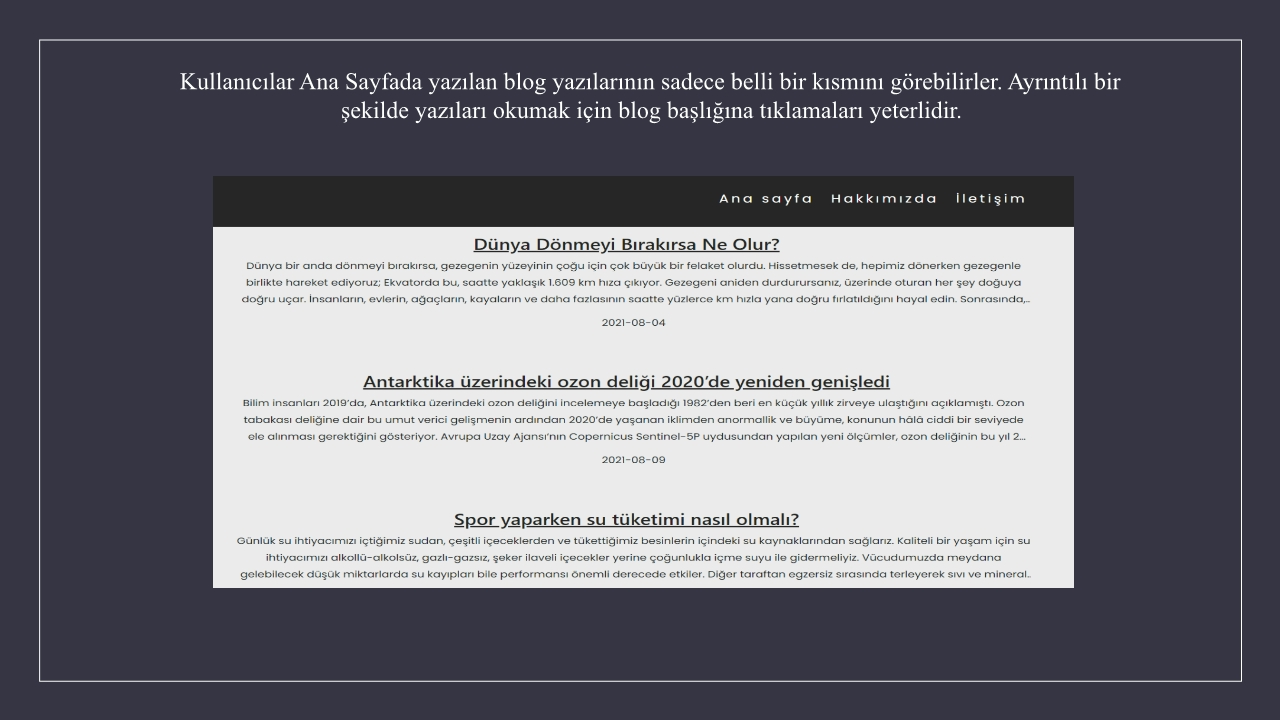 Kullanıcılar Ana Sayfada yazılan blog yazılarının sadece belli bir kısmını görebilirler. Ayrıntılı bir
şekilde yazıları okumak için blog başlığına tıklamaları yeterlidir.
Ana sayfa Hakkımızda İletişim
Dünya Dönmeyi Bırakırsa Ne Olur?
Dünya bir anda dönmeyi bırakırsa, gezegenin yüzeyinin çoğu için çok büyük bir felaket olurdu. Hissetmesek de, hepimiz dönerken gezegenle
birlikte hareket ediyoruz; Ekvatorda bu, saatte yaklaşık 1.609 km hıza çıkıyor. Gezegeni aniden durdurursanız, üzerinde oturan her şey doğuya
doğru uçar. İnsanların, evlerin, ağaçların, kayaların ve daha fazlasının saatte yüzlerce km hızla yana doğru fırlatıldığını hayal edin. Sonrasında,...
2021-08-04
Antarktika üzerindeki ozon deliği 2020’de yeniden genişledi
Bilim insanları 2019’da, Antarktika üzerindeki ozon deliğini incelemeye başladığı 1982’den beri en küçük yıllık zirveye ulaştığını açıklamıştı. Ozon
tabakası deliğine dair bu umut verici gelişmenin ardından 2020’de yaşanan iklimden anormallik ve büyüme, konunun hâlâ ciddi bir seviyede
ele alınması gerektiğini gösteriyor. Avrupa Uzay Ajansı’nın Copernicus Sentinel-5P uydusundan yapılan yeni ölçümler, ozon deliğinin bu yıl 2...
2021-08-09
Spor yaparken su tüketimi nasıl olmalı?
Günlük su ihtiyacımızı içtiğimiz sudan, çeşitli içeceklerden ve tükettiğimiz besinlerin içindeki su kaynaklarından sağlarız. Kaliteli bir yaşam için su
ihtiyacımızı alkollü-alkolsüz, gazlı-gazsız, şeker ilaveli içecekler yerine çoğunlukla içme suyu ile gidermeliyiz. Vücudumuzda meydana
gelebilecek düşük miktarlarda su kayıpları bile performansı önemli derecede etkiler. Diğer taraftan egzersiz sırasında terleyerek sıvı ve mineral...